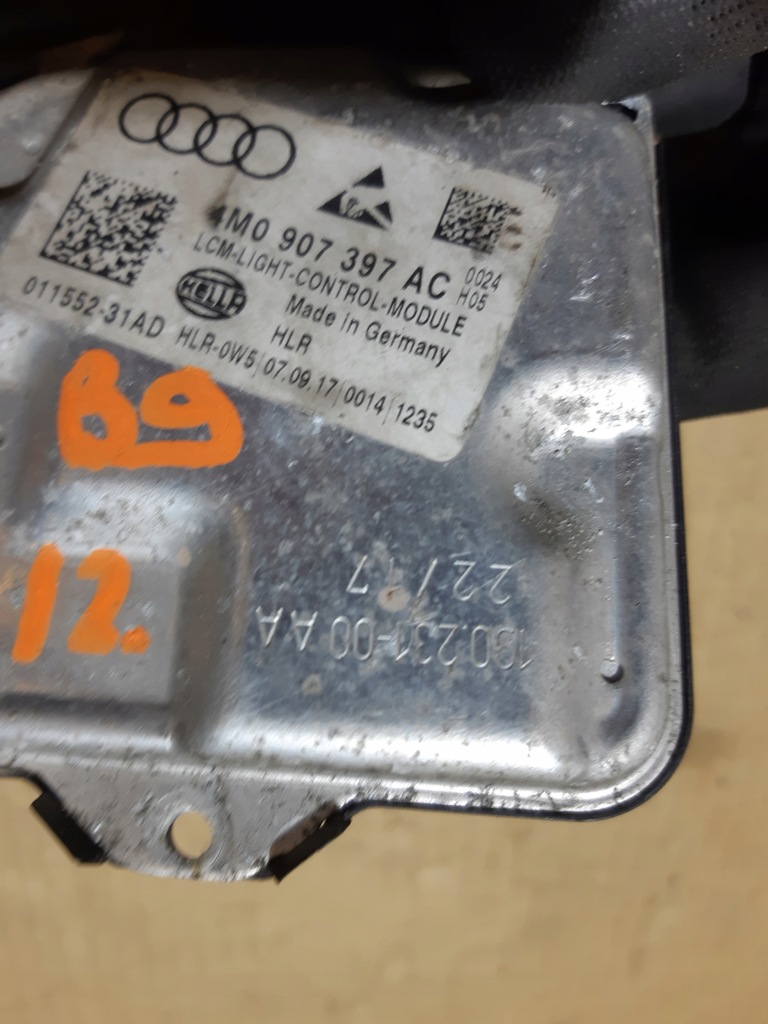 4M0 907 397 AC
0024
H05
LCM-LIGHT-CONTROL-MODULE
HELLA
Made in Germany
HLR
011552-31AD HLR-0W5|07.09.17|0014|1235
B9
12.
22/17
190.231-00 AA